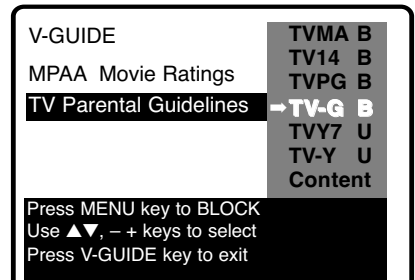 V-GUIDE
MPAA Movie Ratings
TV Parental Guidelines
TVMA B
TV14 B
TVPG B
➡TV-G B
TVY7 U
TV-Y U
Content
Press MENU key to BLOCK
Use ▲▼, – + keys to select
Press V-GUIDE key to exit